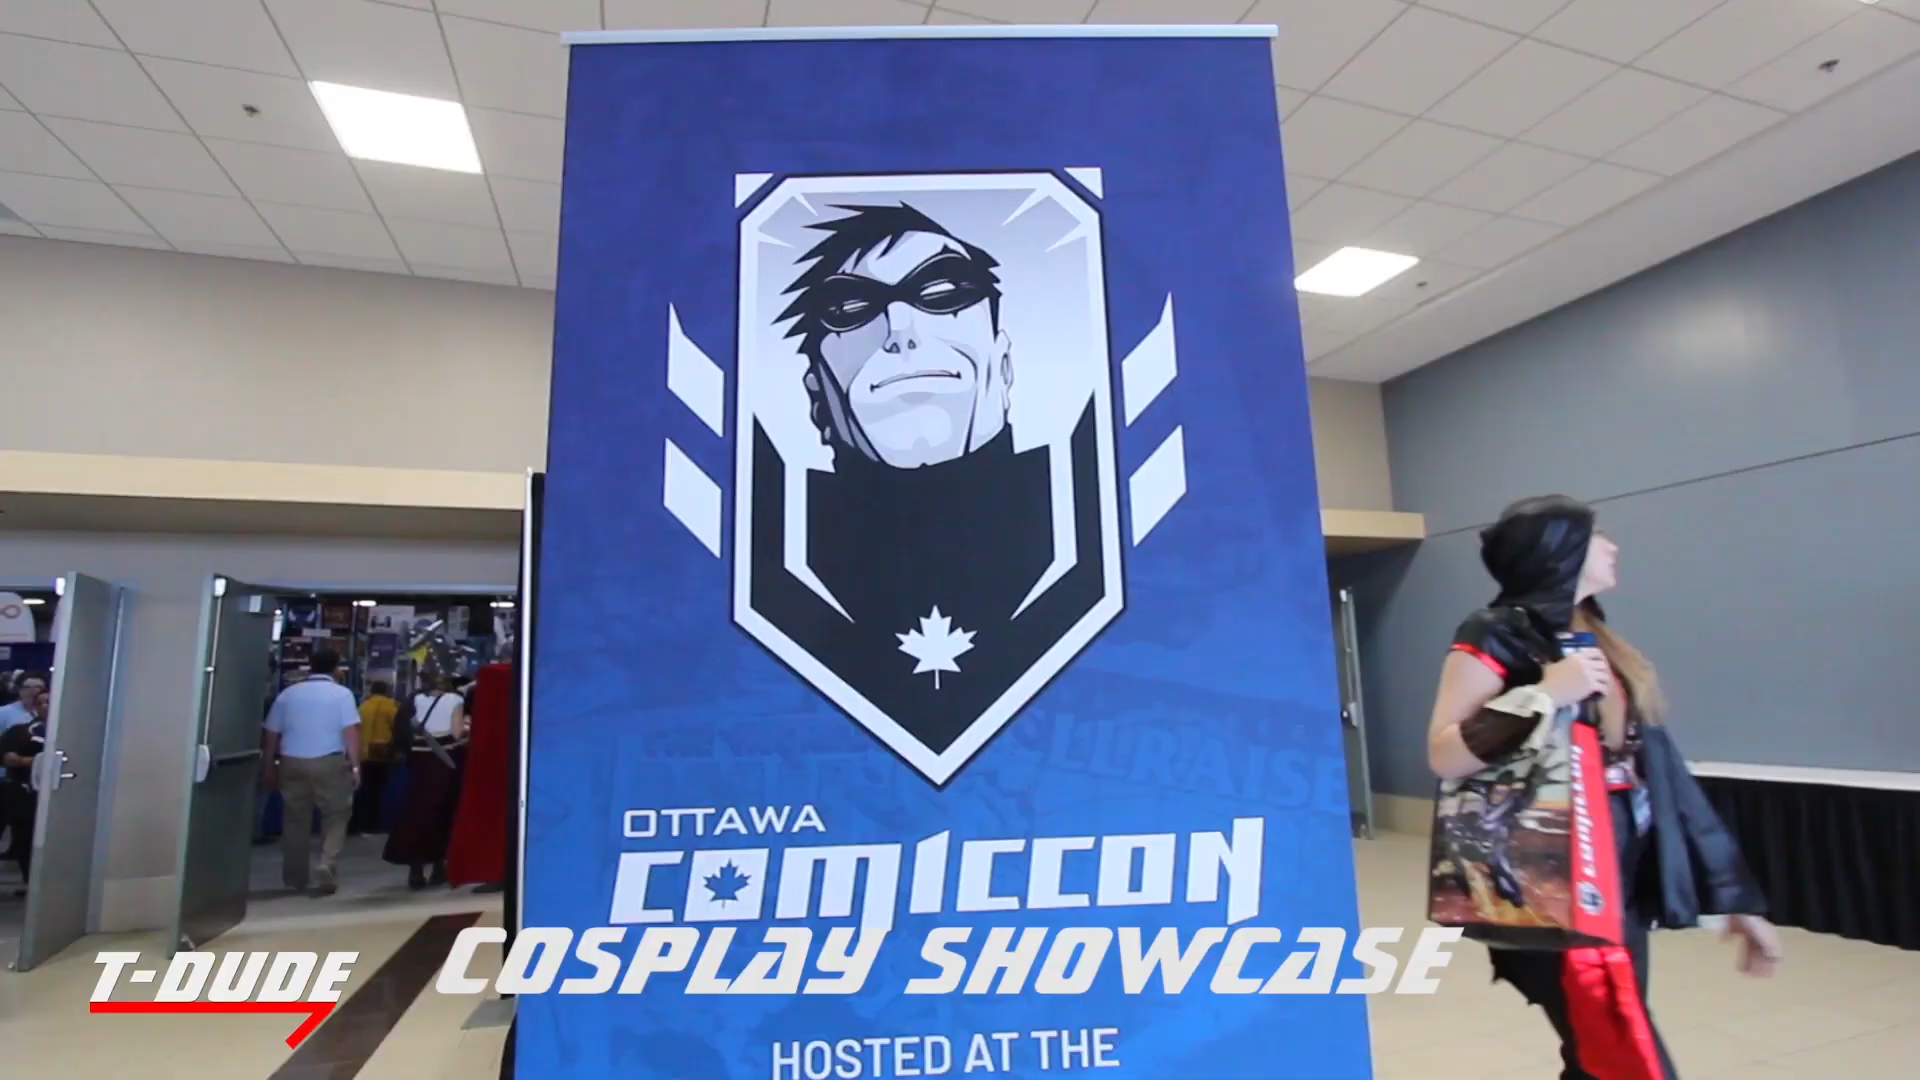 OTTAWA
COMICCON
COSPLAY SHOWCASE
T-DUDE
HOSTED AT THE